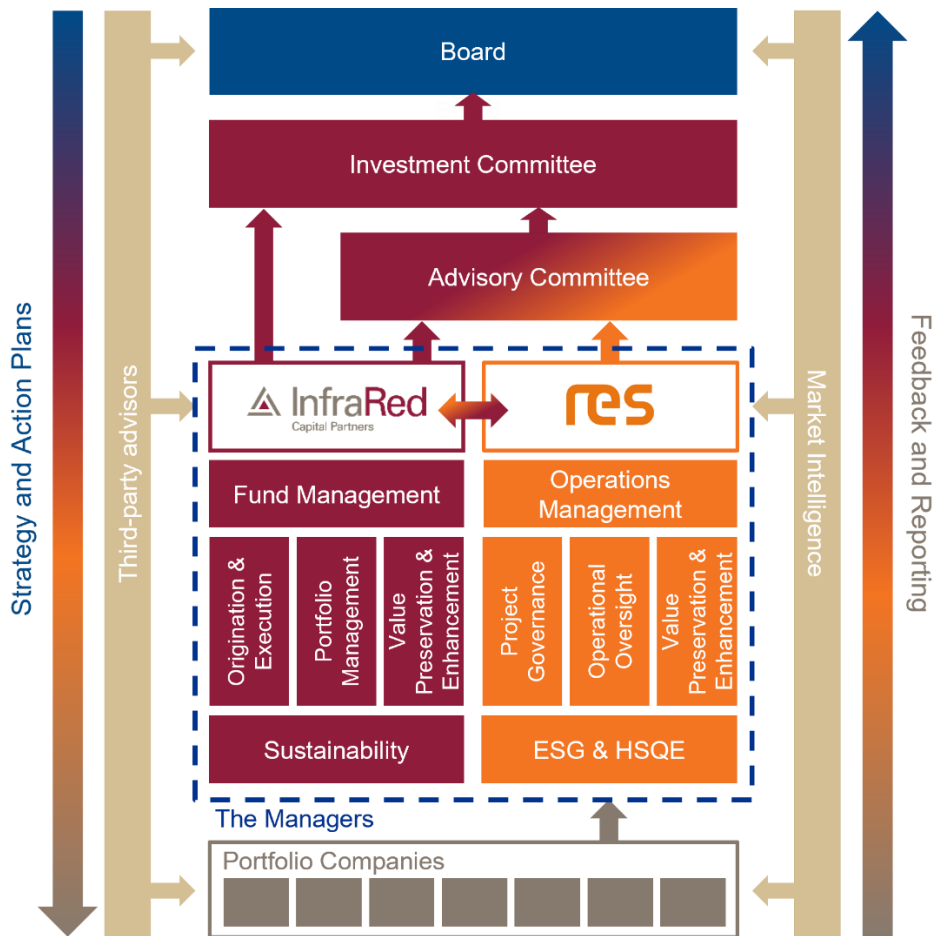 Board
Investment Committee
Advisory Committee
Strategy and Action Plans
Third-party advisors
Market Intelligence
Feedback and Reporting
InfraRed
Capital Partners
res
Fund Management
Operations
Management
Origination &
Execution
Portfolio
Management
Value
Preservation &
Enhancement
Project
Governance
Operational
Oversight
Value
Preservation &
Enhancement
Sustainability
ESG & HSQE
The Managers
Portfolio Companies